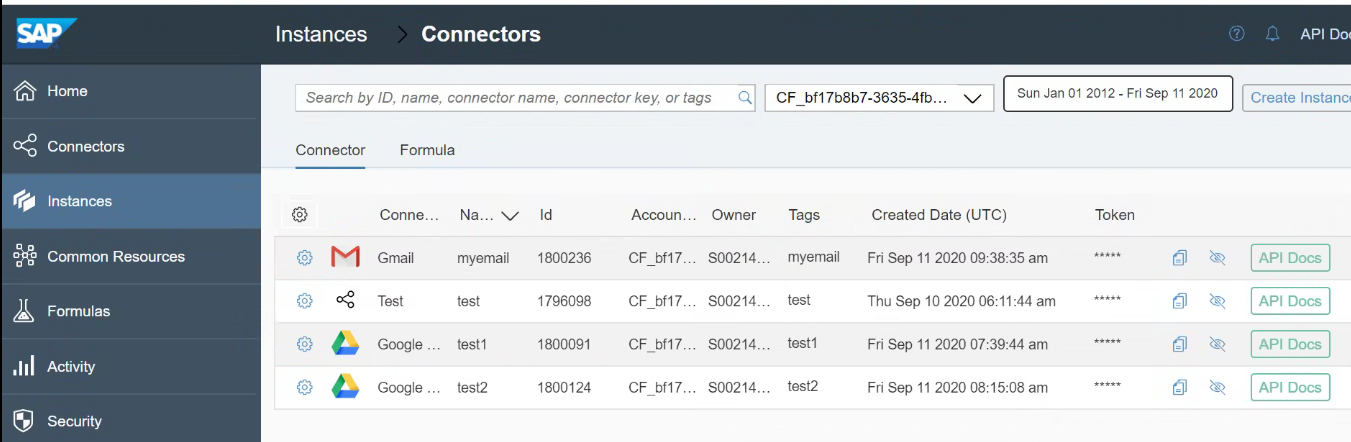 SAP
Instances > Connectors
API Doc
Home
Connectors
Instances
Common Resources
Formulas
Activity
Security
Search by ID, name, connector name, connector key, or tags
CF_bf17b8b7-3635-4fb...
Sun Jan 01 2012 - Fri Sep 11 2020
Create Instance
Connector Formula
Conne... Na... Id Accoun... Owner Tags Created Date (UTC) Token
Gmail myemail 1800236 CF_bf17... S00214... myemail Fri Sep 11 2020 09:38:35 am ***** API Docs
Test test 1796098 CF_bf17... S00214... test Thu Sep 10 2020 06:11:44 am ***** API Docs
Google ... test1 1800091 CF_bf17... S00214... test1 Fri Sep 11 2020 07:39:44 am ***** API Docs
Google ... test2 1800124 CF_bf17... S00214... test2 Fri Sep 11 2020 08:15:08 am ***** API Docs